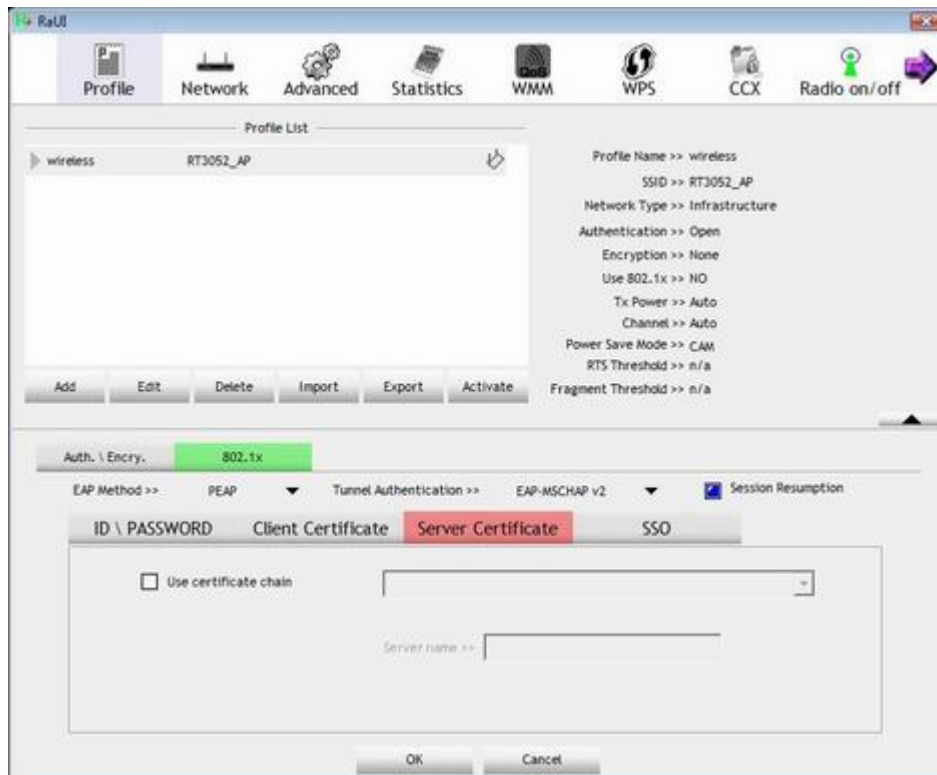 RaUI
Profile Network Advanced Statistics WMM WPS CCX Radio on/off
QoS
Profile List
wireless RT3052_AP
Profile Name >> wireless
SSID >> RT3052_AP
Network Type >> Infrastructure
Authentication >> Open
Encryption >> None
Use 802.1x >> NO
Tx Power >> Auto
Channel >> Auto
Power Save Mode >> CAM
RTS Threshold >> n/a
Fragment Threshold >> n/a
Add Edit Delete Import Export Activate
Auth. \ Encry. 802.1x
EAP Method >> PEAP Tunnel Authentication >> EAP-MSCHAP v2 Session Resumption
ID \ PASSWORD Client Certificate Server Certificate SSO
Use certificate chain
Server name >>
OK Cancel